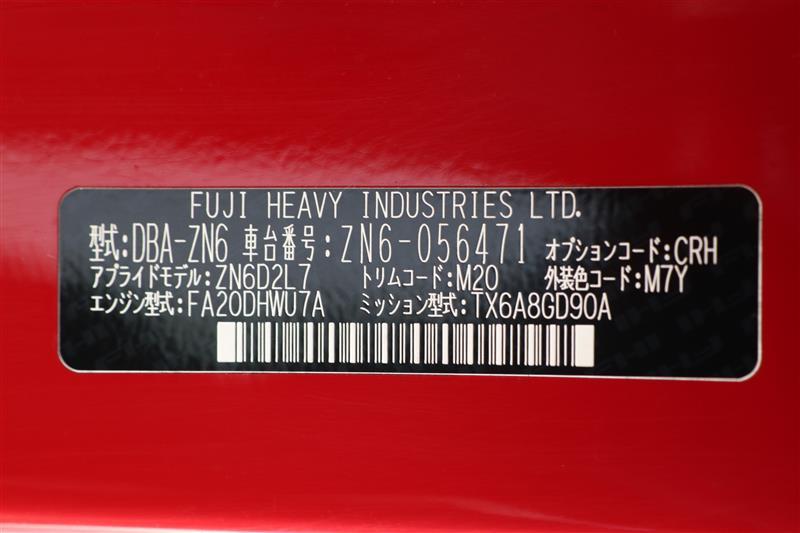 FUJI HEAVY INDUSTRIES LTD.
型式:DBA-ZN6 車台番号:ZN6-056471 オプションコード:CRH
アプライドモデル:ZN6D2L7 トリムコード:M20 外装色コード:M7Y
エンジン型式:FA20DHWU7A ミッション型式:TX6A8GD90A